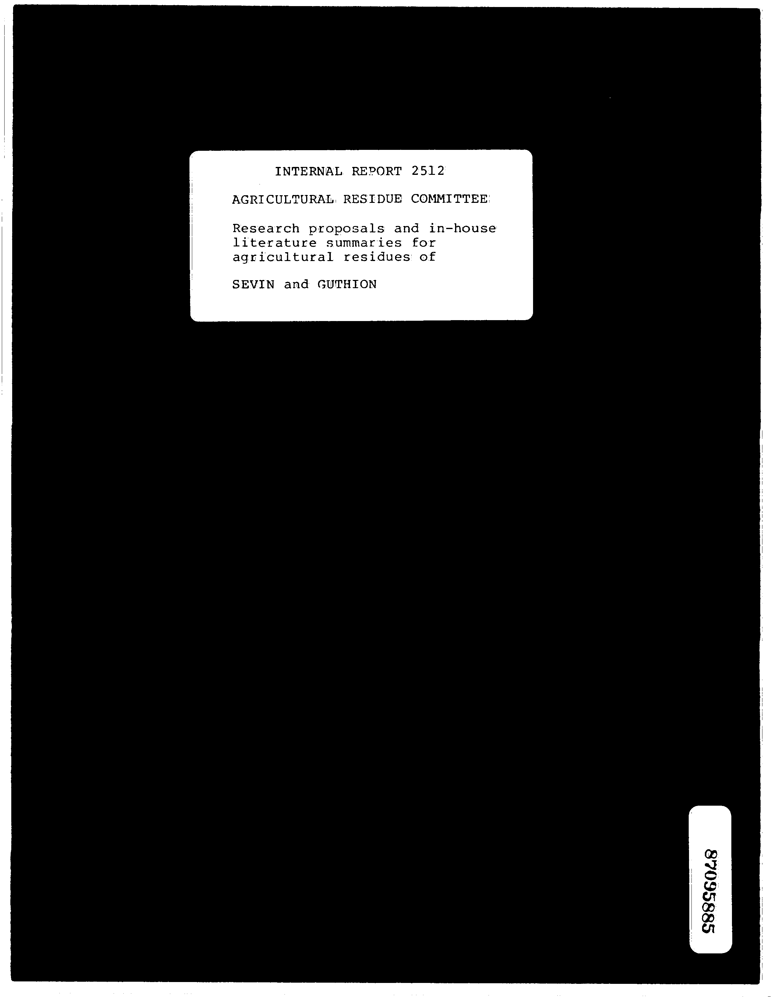 INTERNAL REPORT 2512
AGRICULTURAL RESIDUE COMMITTEE
Research proposals and in-house
literature summaries for
agricultural residues of
SEVIN and GUTHION
87095885